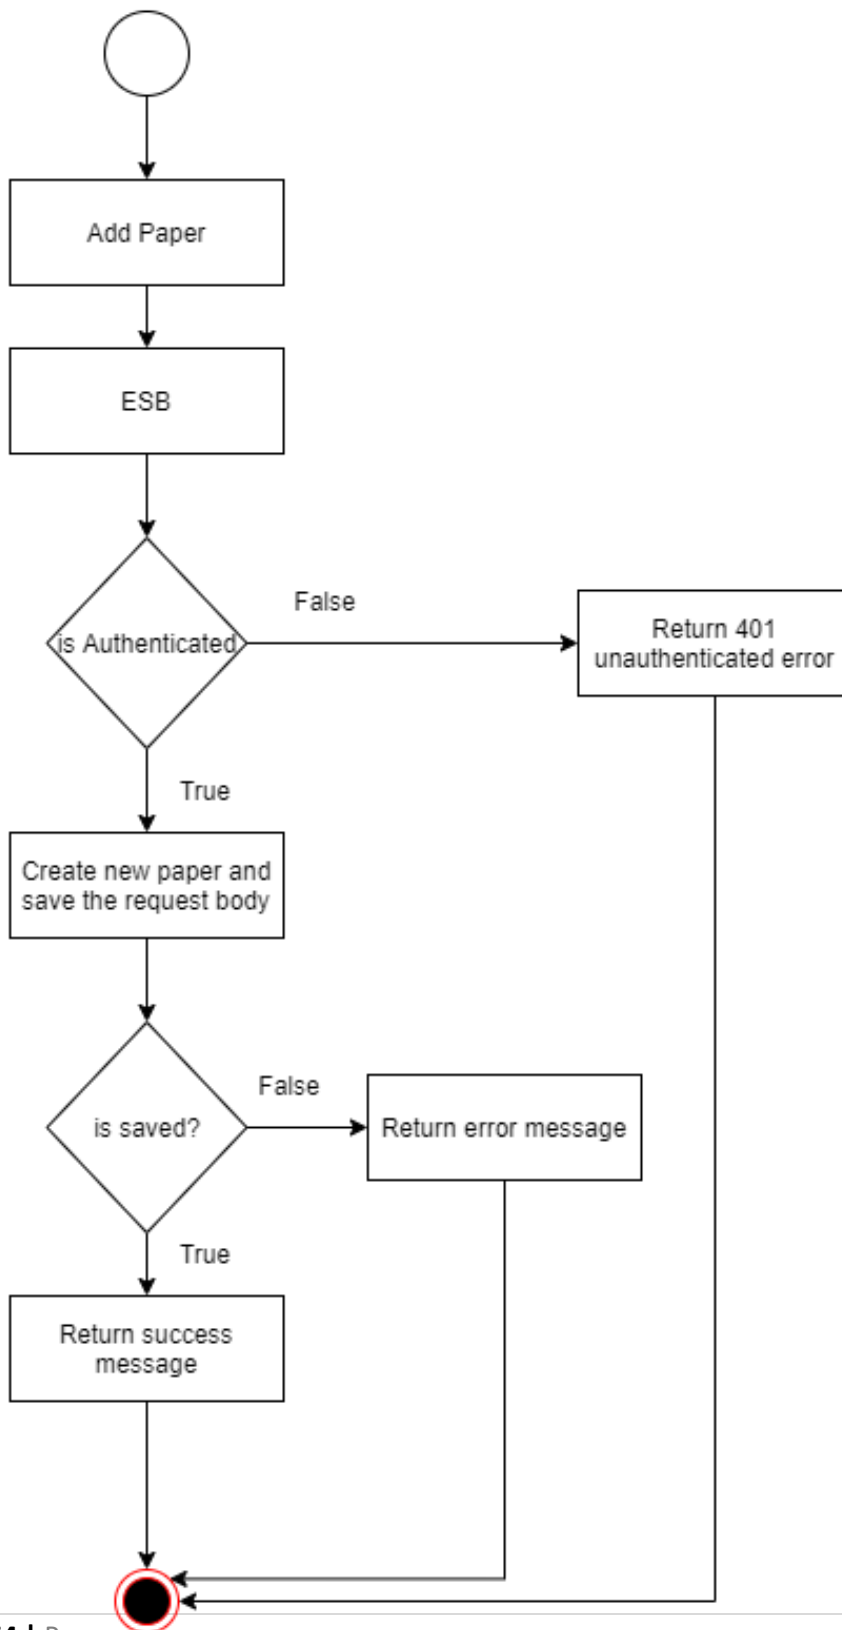 Add Paper
ESB
is Authenticated
False
Return 401
unauthenticated error
True
Create new paper and
save the request body
is saved?
False
Return error message
True
Return success
message